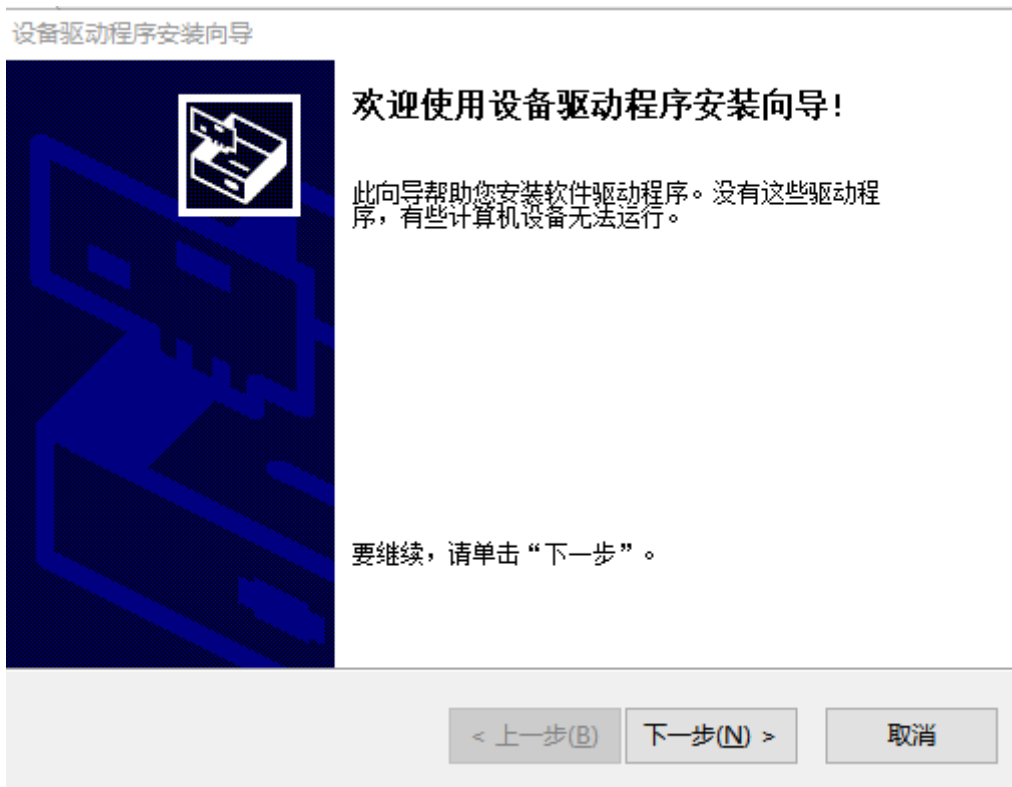 设备驱动程序安装向导
欢迎使用设备驱动程序安装向导!
此向导帮助您安装软件驱动程序。没有这些驱动程
序，有些计算机设备无法运行。
要继续，请单击“下一步”。
< 上一步(B)
下一步(N) >
取消